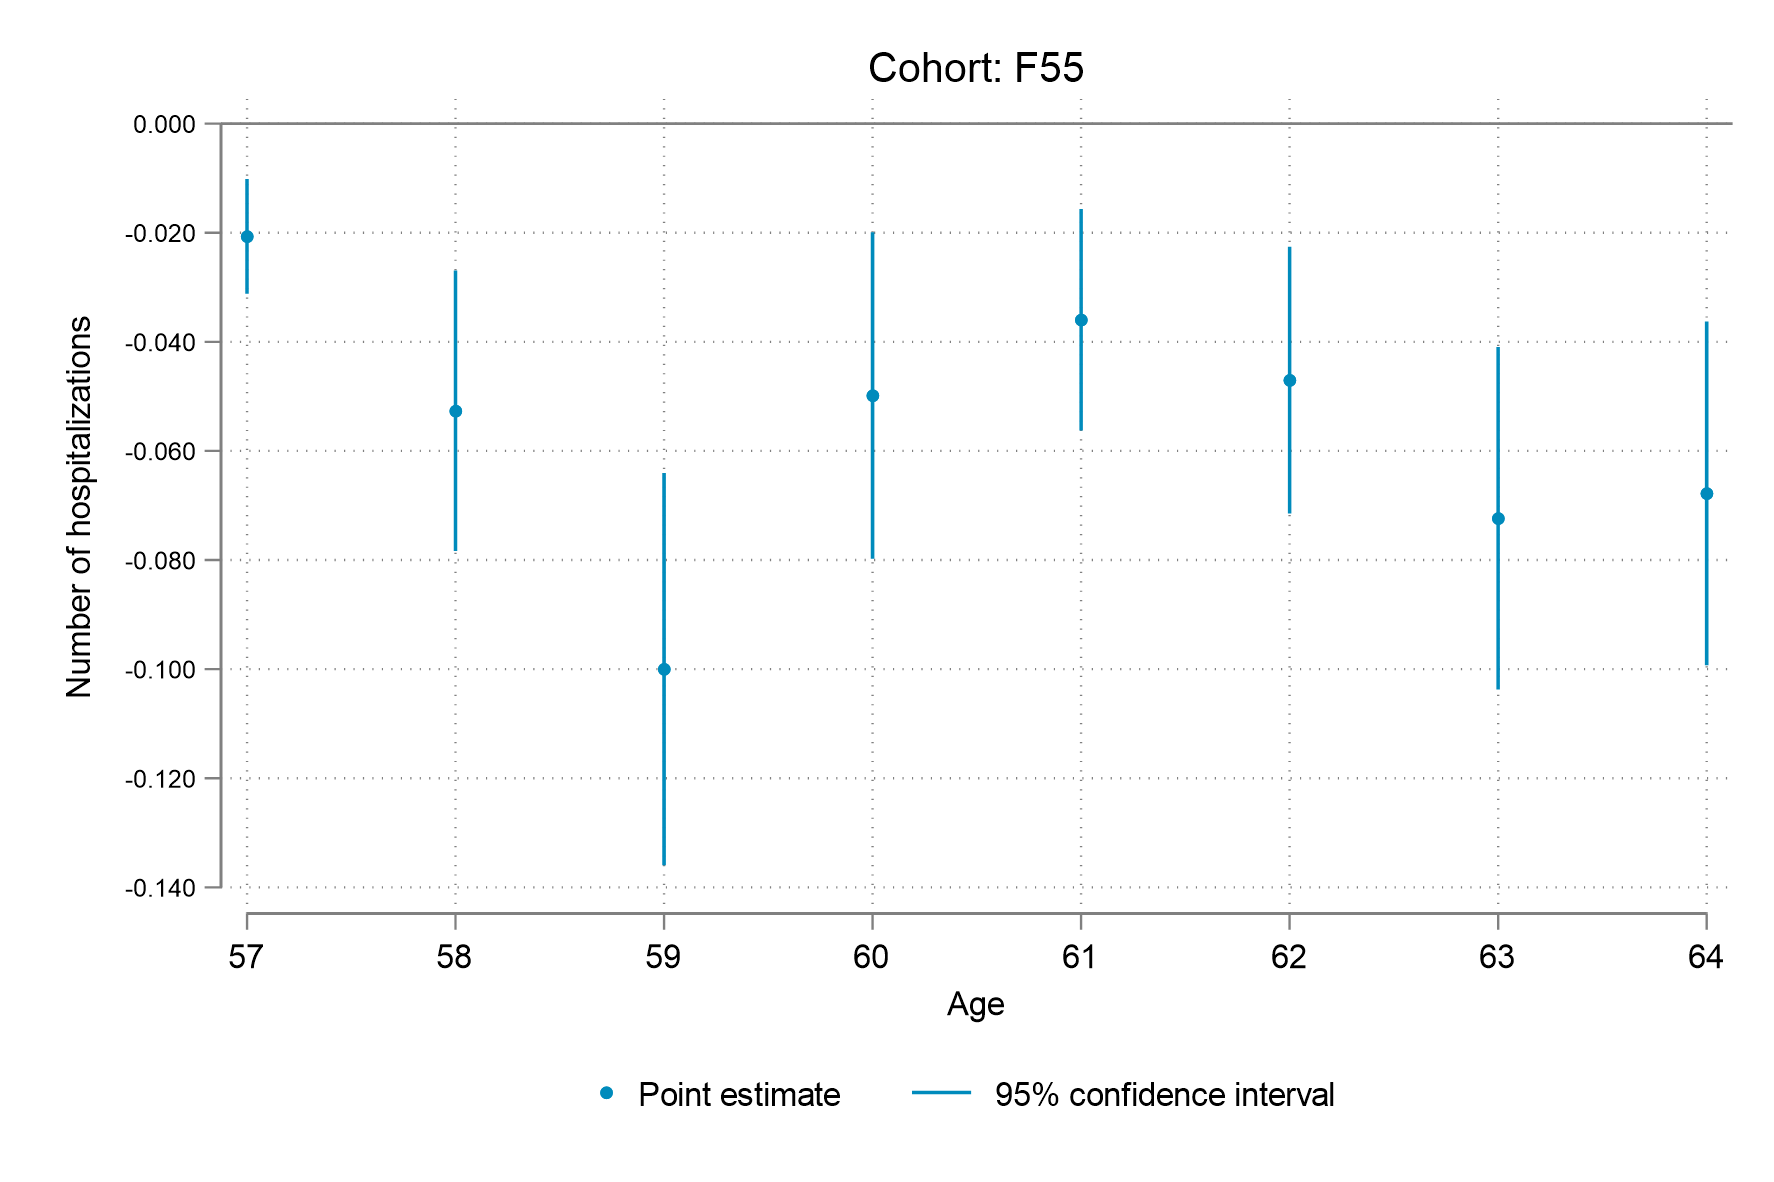 Cohort: F55
0.000
-0.020
-0.040
-0.060
-0.080
-0.100
-0.120
-0.140
Number of hospitalizations
57 58 59 60 61 62 63 64
Age
Point estimate 95% confidence interval